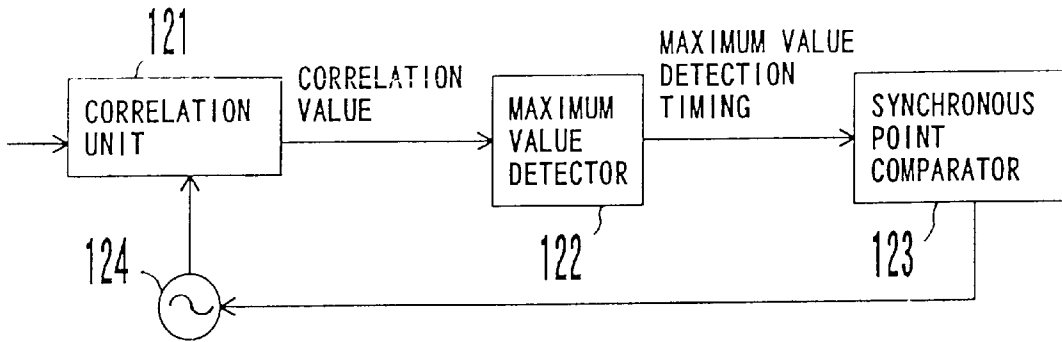 121
CORRELATION
UNIT
CORRELATION
VALUE
MAXIMUM
VALUE
DETECTOR
122
MAXIMUM VALUE
DETECTION
TIMING
SYNCHRONOUS
POINT
COMPARATOR
123
124